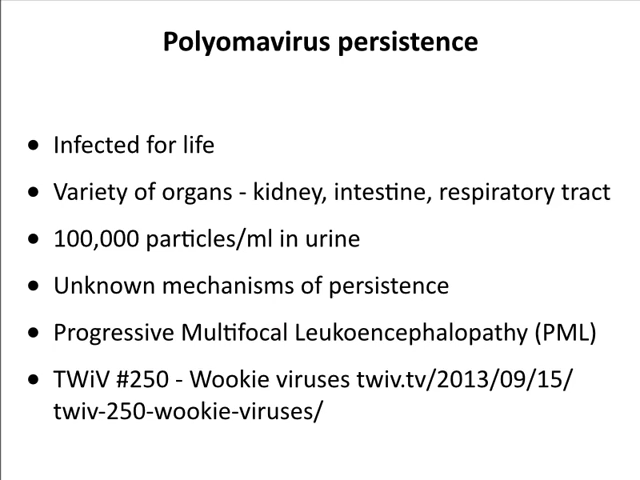 Polyomavirus persistence
• Infected for life
• Variety of organs - kidney, intestine, respiratory tract
• 100,000 particles/ml in urine
• Unknown mechanisms of persistence
• Progressive Multifocal Leukoencephalopathy (PML)
• TWiV #250 - Wookie viruses twiv.tv/2013/09/15/
twiv-250-wookie-viruses/